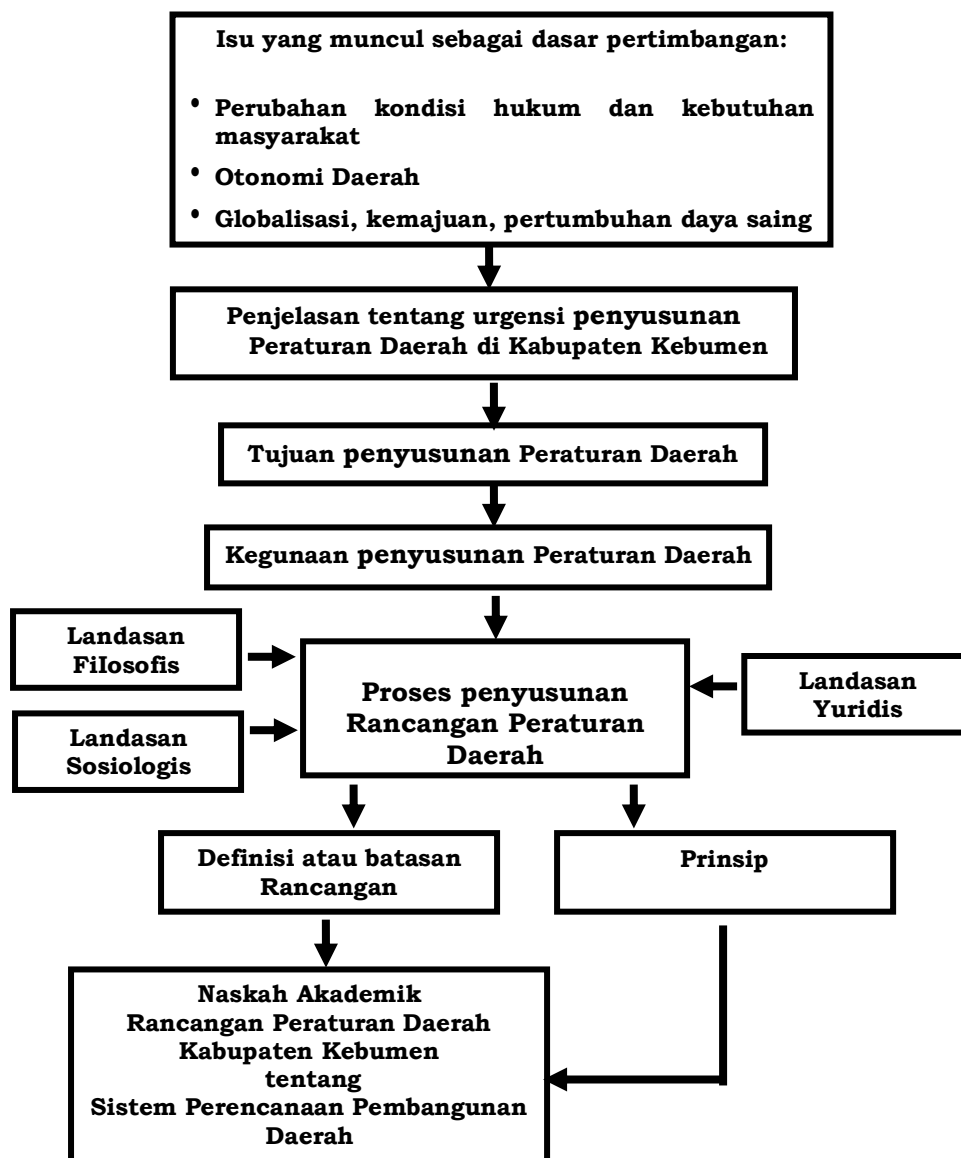 Isu yang muncul sebagai dasar pertimbangan:
• Perubahan kondisi hukum dan kebutuhan
masyarakat
• Otonomi Daerah
• Globalisasi, kemajuan, pertumbuhan daya saing
Penjelasan tentang urgensi penyusunan
Peraturan Daerah di Kabupaten Kebumen
Tujuan penyusunan Peraturan Daerah
Kegunaan penyusunan Peraturan Daerah
Landasan
Filosofis
Landasan
Sosiologis
Proses penyusunan
Rancangan Peraturan
Daerah
Landasan
Yuridis
Definisi atau batasan
Rancangan
Prinsip
Naskah Akademik
Rancangan Peraturan Daerah
Kabupaten Kebumen
tentang
Sistem Perencanaan Pembangunan
Daerah